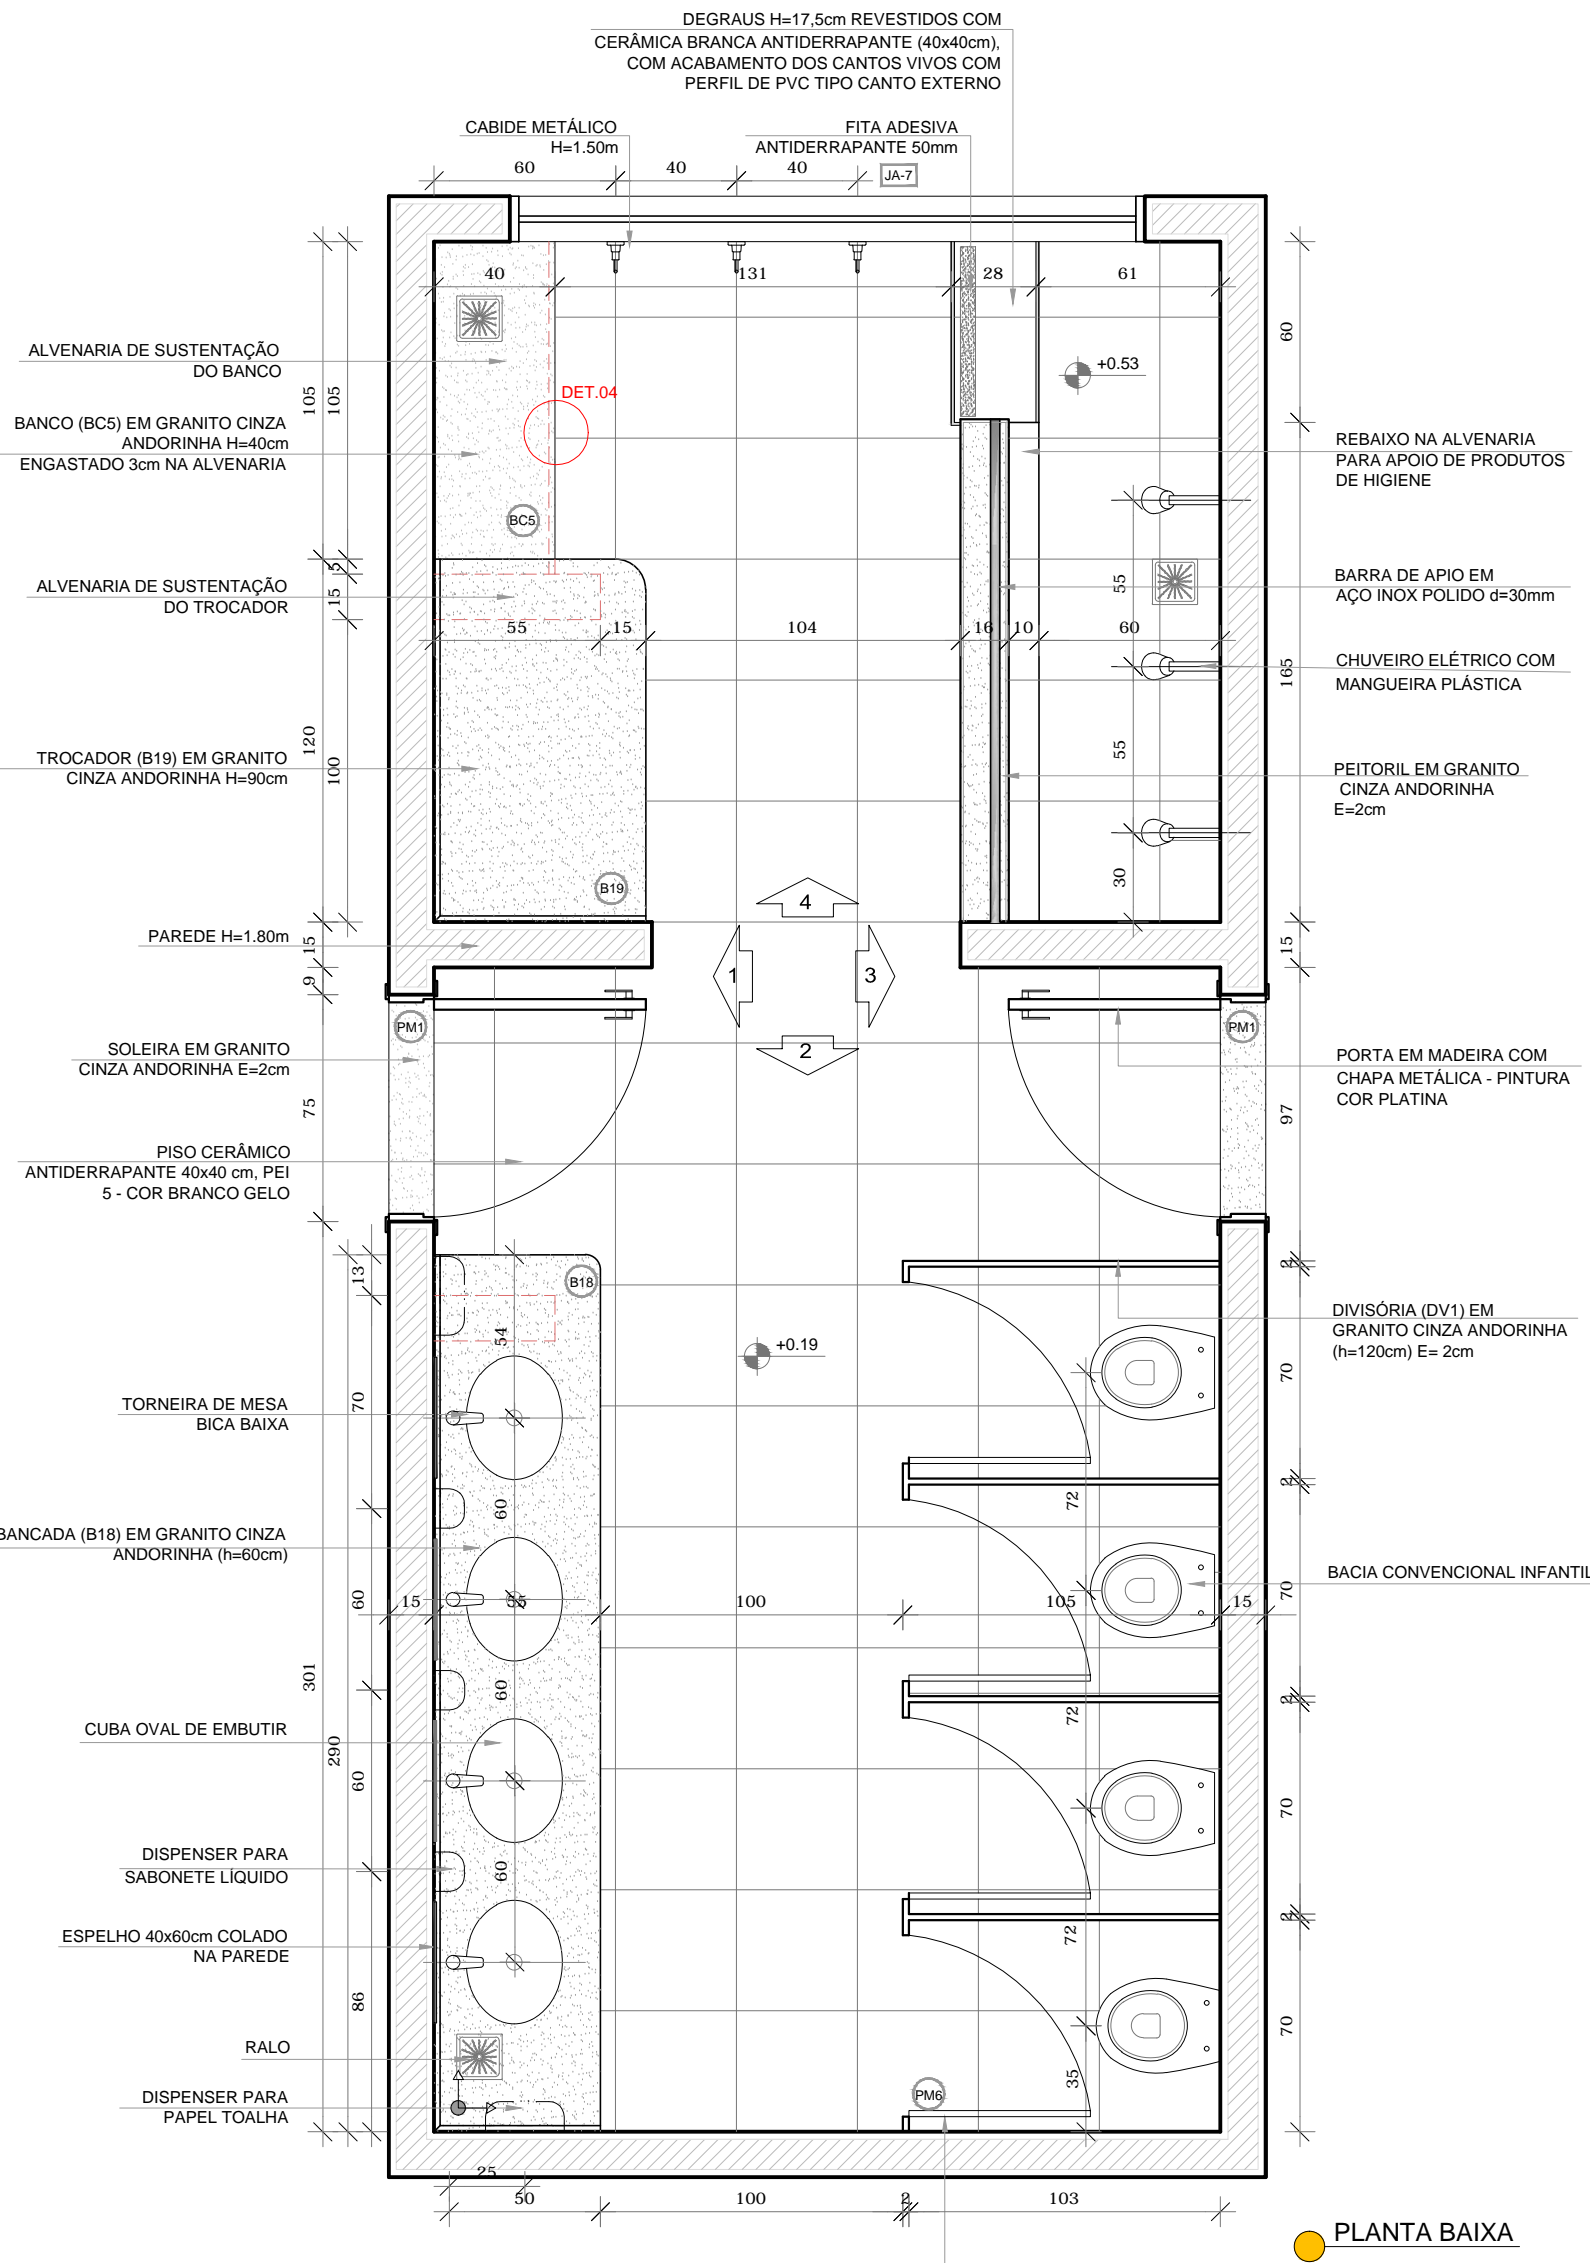 DEGRAUS H=17,5cm REVESTIDOS COM
CERÂMICA BRANCA ANTIDERRAPANTE (40x40cm),
COM ACABAMENTO DOS CANTOS VIVOS COM
PERFIL DE PVC TIPO CANTO EXTERNO
CABIDE METÁLICO
H=1.50m
FITA ADESIVA
ANTIDERRAPANTE 50mm
60
40
40
JA-7
40
131
28
61
60
+0.53
ALVENARIA DE SUSTENTAÇÃO
DO BANCO
DET.04
105
105
BANCO (BC5) EM GRANITO CINZA
ANDORINHA H=40cm
ENGASTADO 3cm NA ALVENARIA
REBAIXO NA ALVENARIA
PARA APOIO DE PRODUTOS
DE HIGIENE
BC5
5
15
55
ALVENARIA DE SUSTENTAÇÃO
DO TROCADOR
BARRA DE APIO EM
AÇO INOX POLIDO d=30mm
55
15
104
16
10
60
165
CHUVEIRO ELÉTRICO COM
MANGUEIRA PLÁSTICA
120
100
55
TROCADOR (B19) EM GRANITO
CINZA ANDORINHA H=90cm
PEITORIL EM GRANITO
CINZA ANDORINHA
E=2cm
B19
30
4
PAREDE H=1.80m
15
15
9
1
3
PM1
PM1
2
SOLEIRA EM GRANITO
CINZA ANDORINHA E=2cm
PORTA EM MADEIRA COM
CHAPA METÁLICA - PINTURA
COR PLATINA
75
97
PISO CERÂMICO
ANTIDERRAPANTE 40x40 cm, PEI
5 - COR BRANCO GELO
13
B18
2
54
+0.19
DIVISÓRIA (DV1) EM
GRANITO CINZA ANDORINHA
(h=120cm) E= 2cm
70
70
TORNEIRA DE MESA
BICA BAIXA
60
72
2
BANCADA (B18) EM GRANITO CINZA
ANDORINHA (h=60cm)
BACIA CONVENCIONAL INFANTIL
60
70
15
55
100
105
15
301
60
72
2
CUBA OVAL DE EMBUTIR
290
60
70
DISPENSER PARA
SABONETE LÍQUIDO
60
72
2
ESPELHO 40x60cm COLADO
NA PAREDE
86
70
RALO
35
DISPENSER PARA
PAPEL TOALHA
PM6
25
50
100
2
103
PLANTA BAIXA